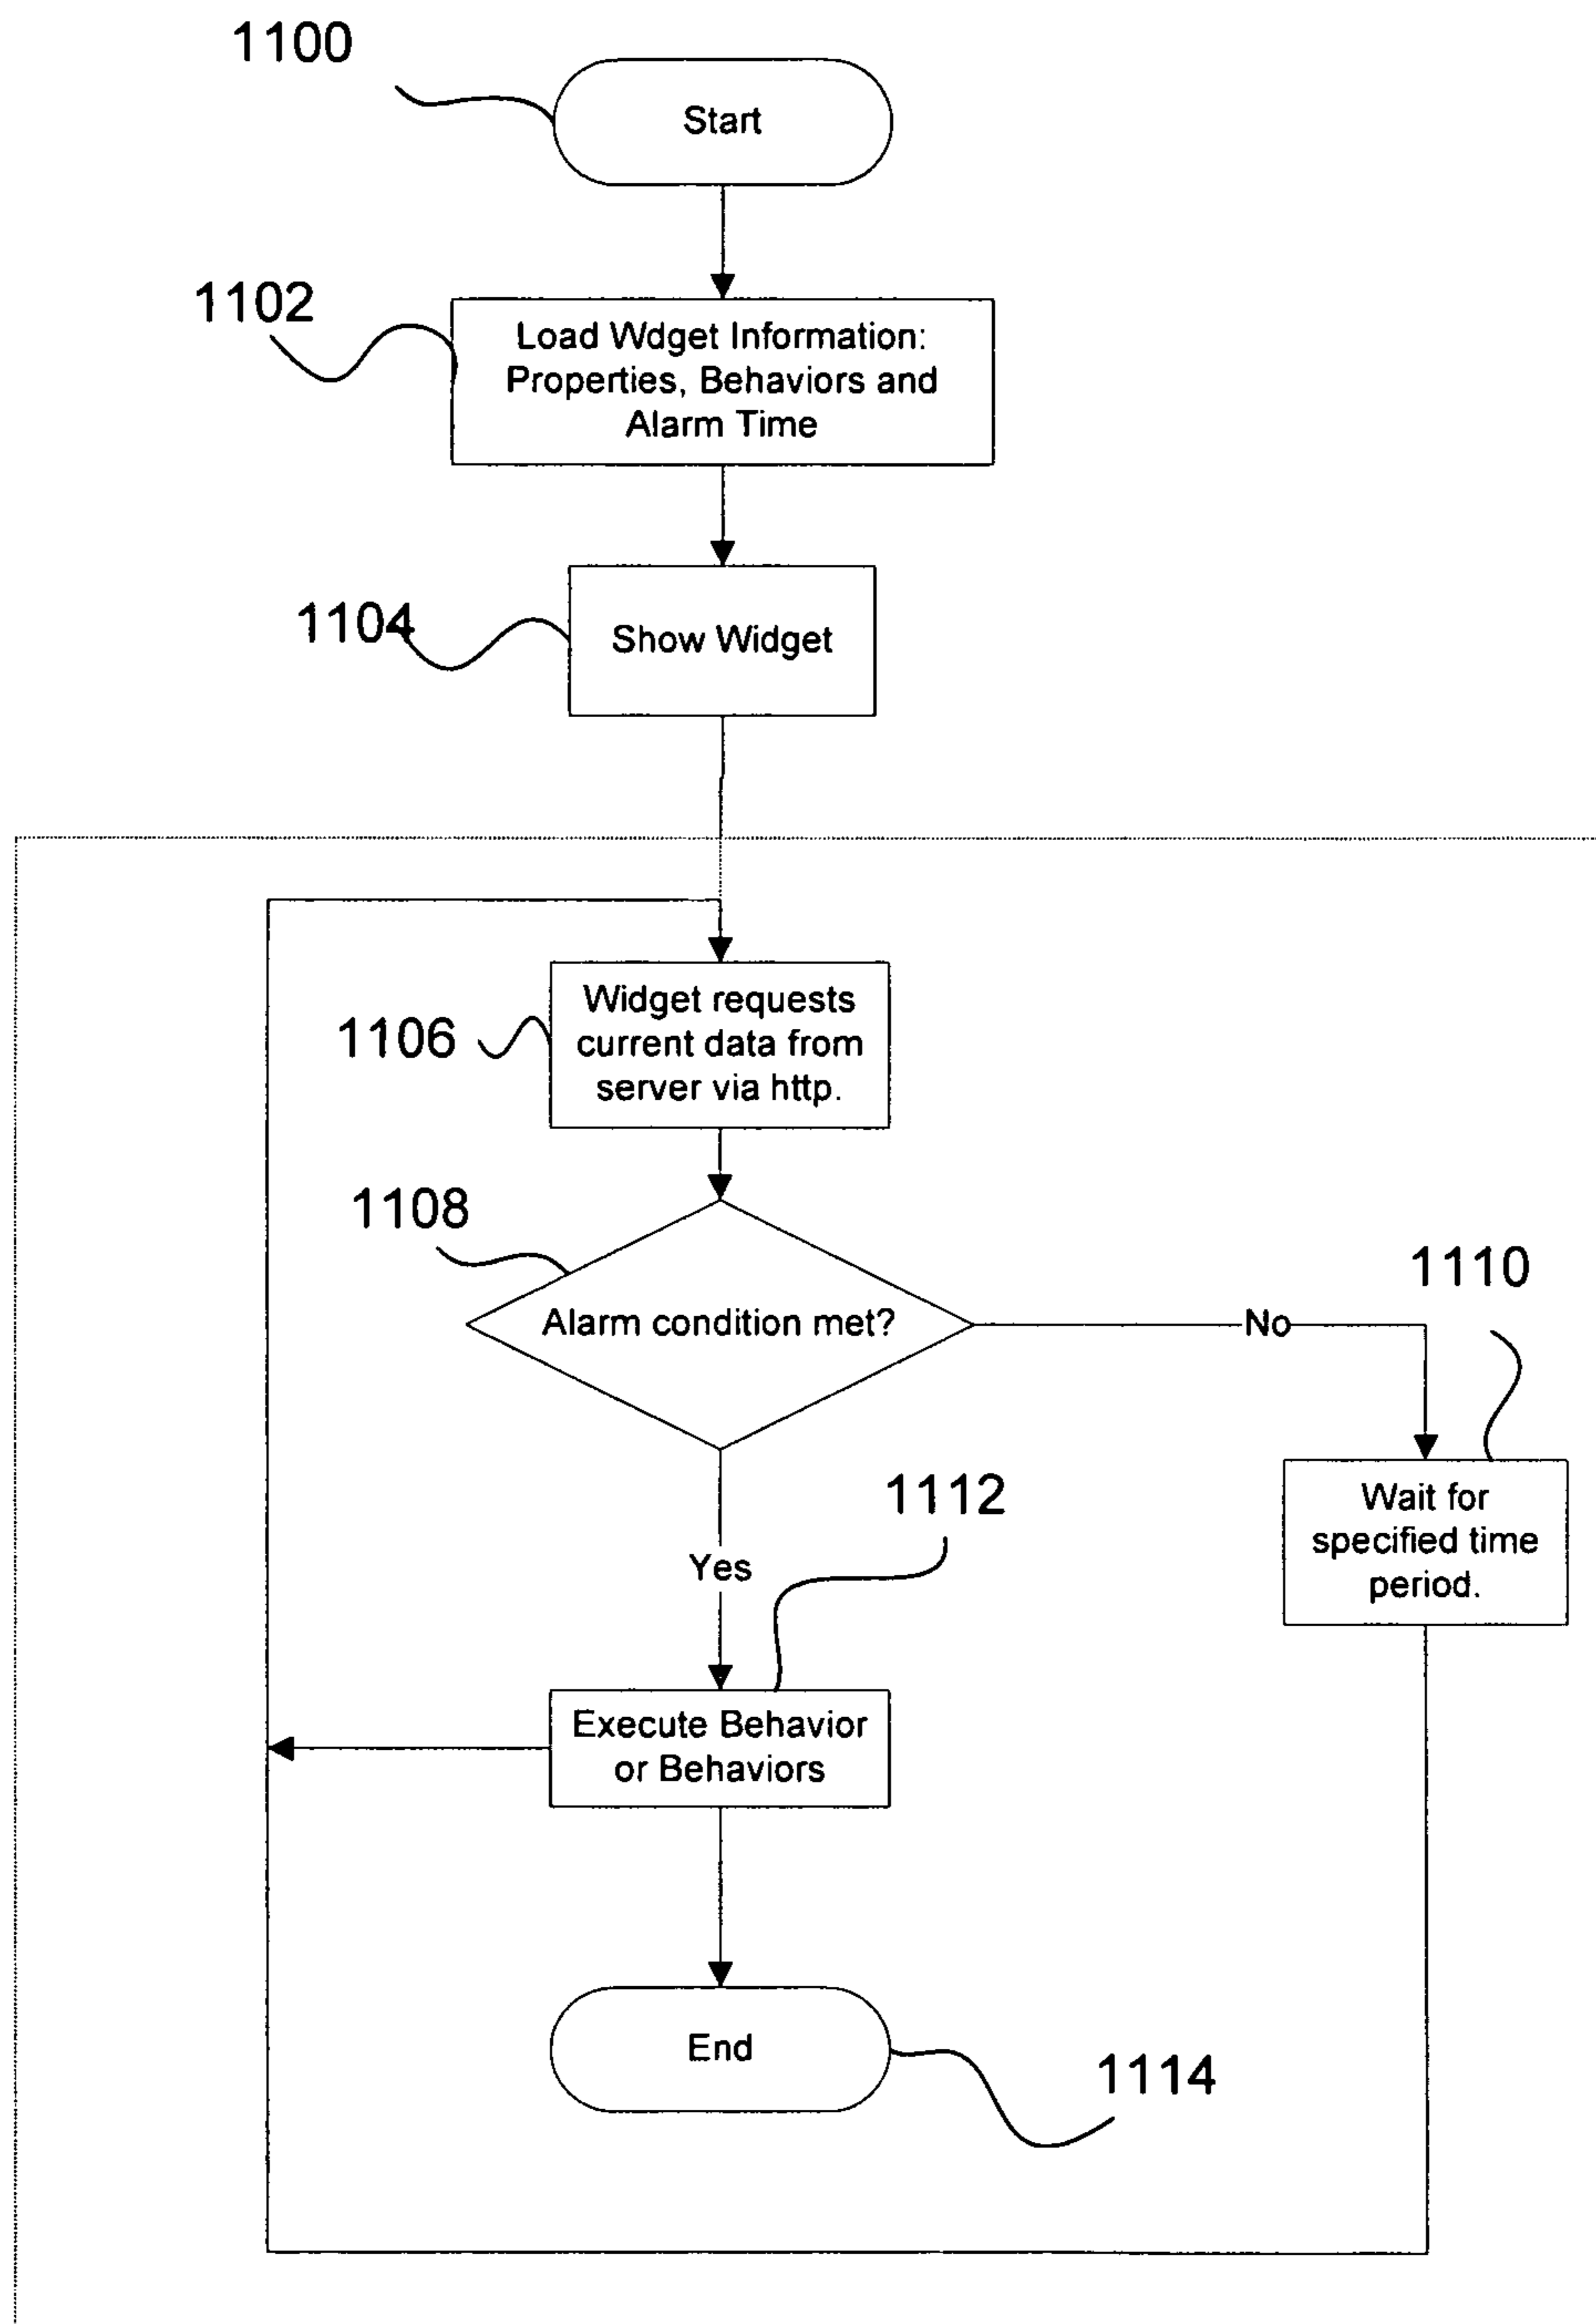 1100
Start
1102
Load Wdget Information:
Properties, Behaviors and
Alarm Time
1104
Show Widget
1106
Widget requests
current data from
server via http.
1108
Alarm condition met?
No
1110
Wait for
specified time
period.
Yes
1112
Execute Behavior
or Behaviors
End
1114